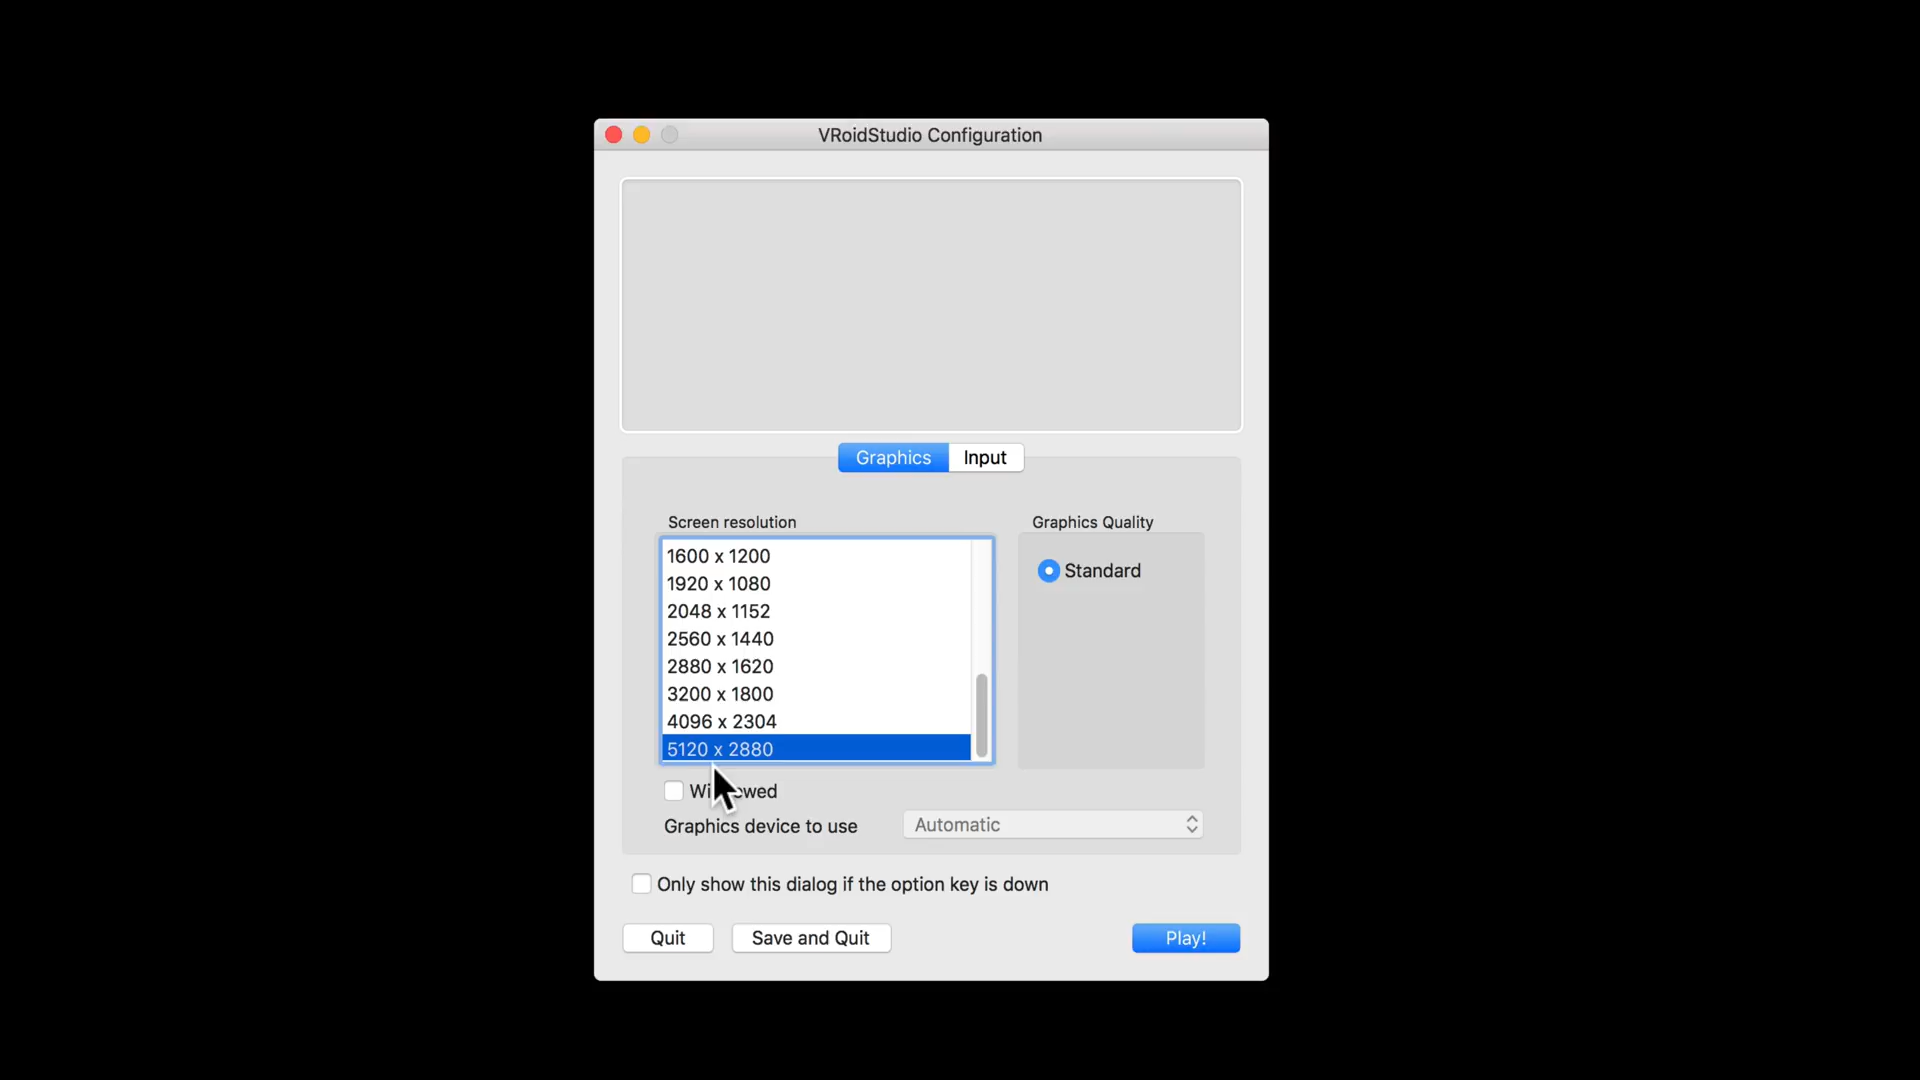 VRoidStudio Configuration
Graphics Input
Screen resolution
Graphics Quality
1600 x 1200
1920 x 1080
2048 x 1152
2560 x 1440
2880 x 1620
3200 x 1800
4096 x 2304
5120 x 2880
Standard
Windowed
Graphics device to use
Automatic
Only show this dialog if the option key is down
Quit
Save and Quit
Play!